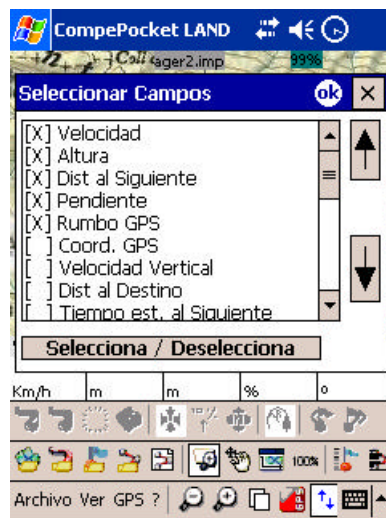 CompePocket LAND
Coll ager2.imp 99%
Seleccionar Campos ok
[X] Velocidad
[X] Altura
[X] Dist al Siguiente
[X] Pendiente
[X] Rumbo GPS
[ ] Coord. GPS
[ ] Velocidad Vertical
[ ] Dist al Destino
[ ] Tiempo est. al Siguiente
Selecciona / Deselecciona
Km/h m m % º
100%
Archivo Ver GPS ?